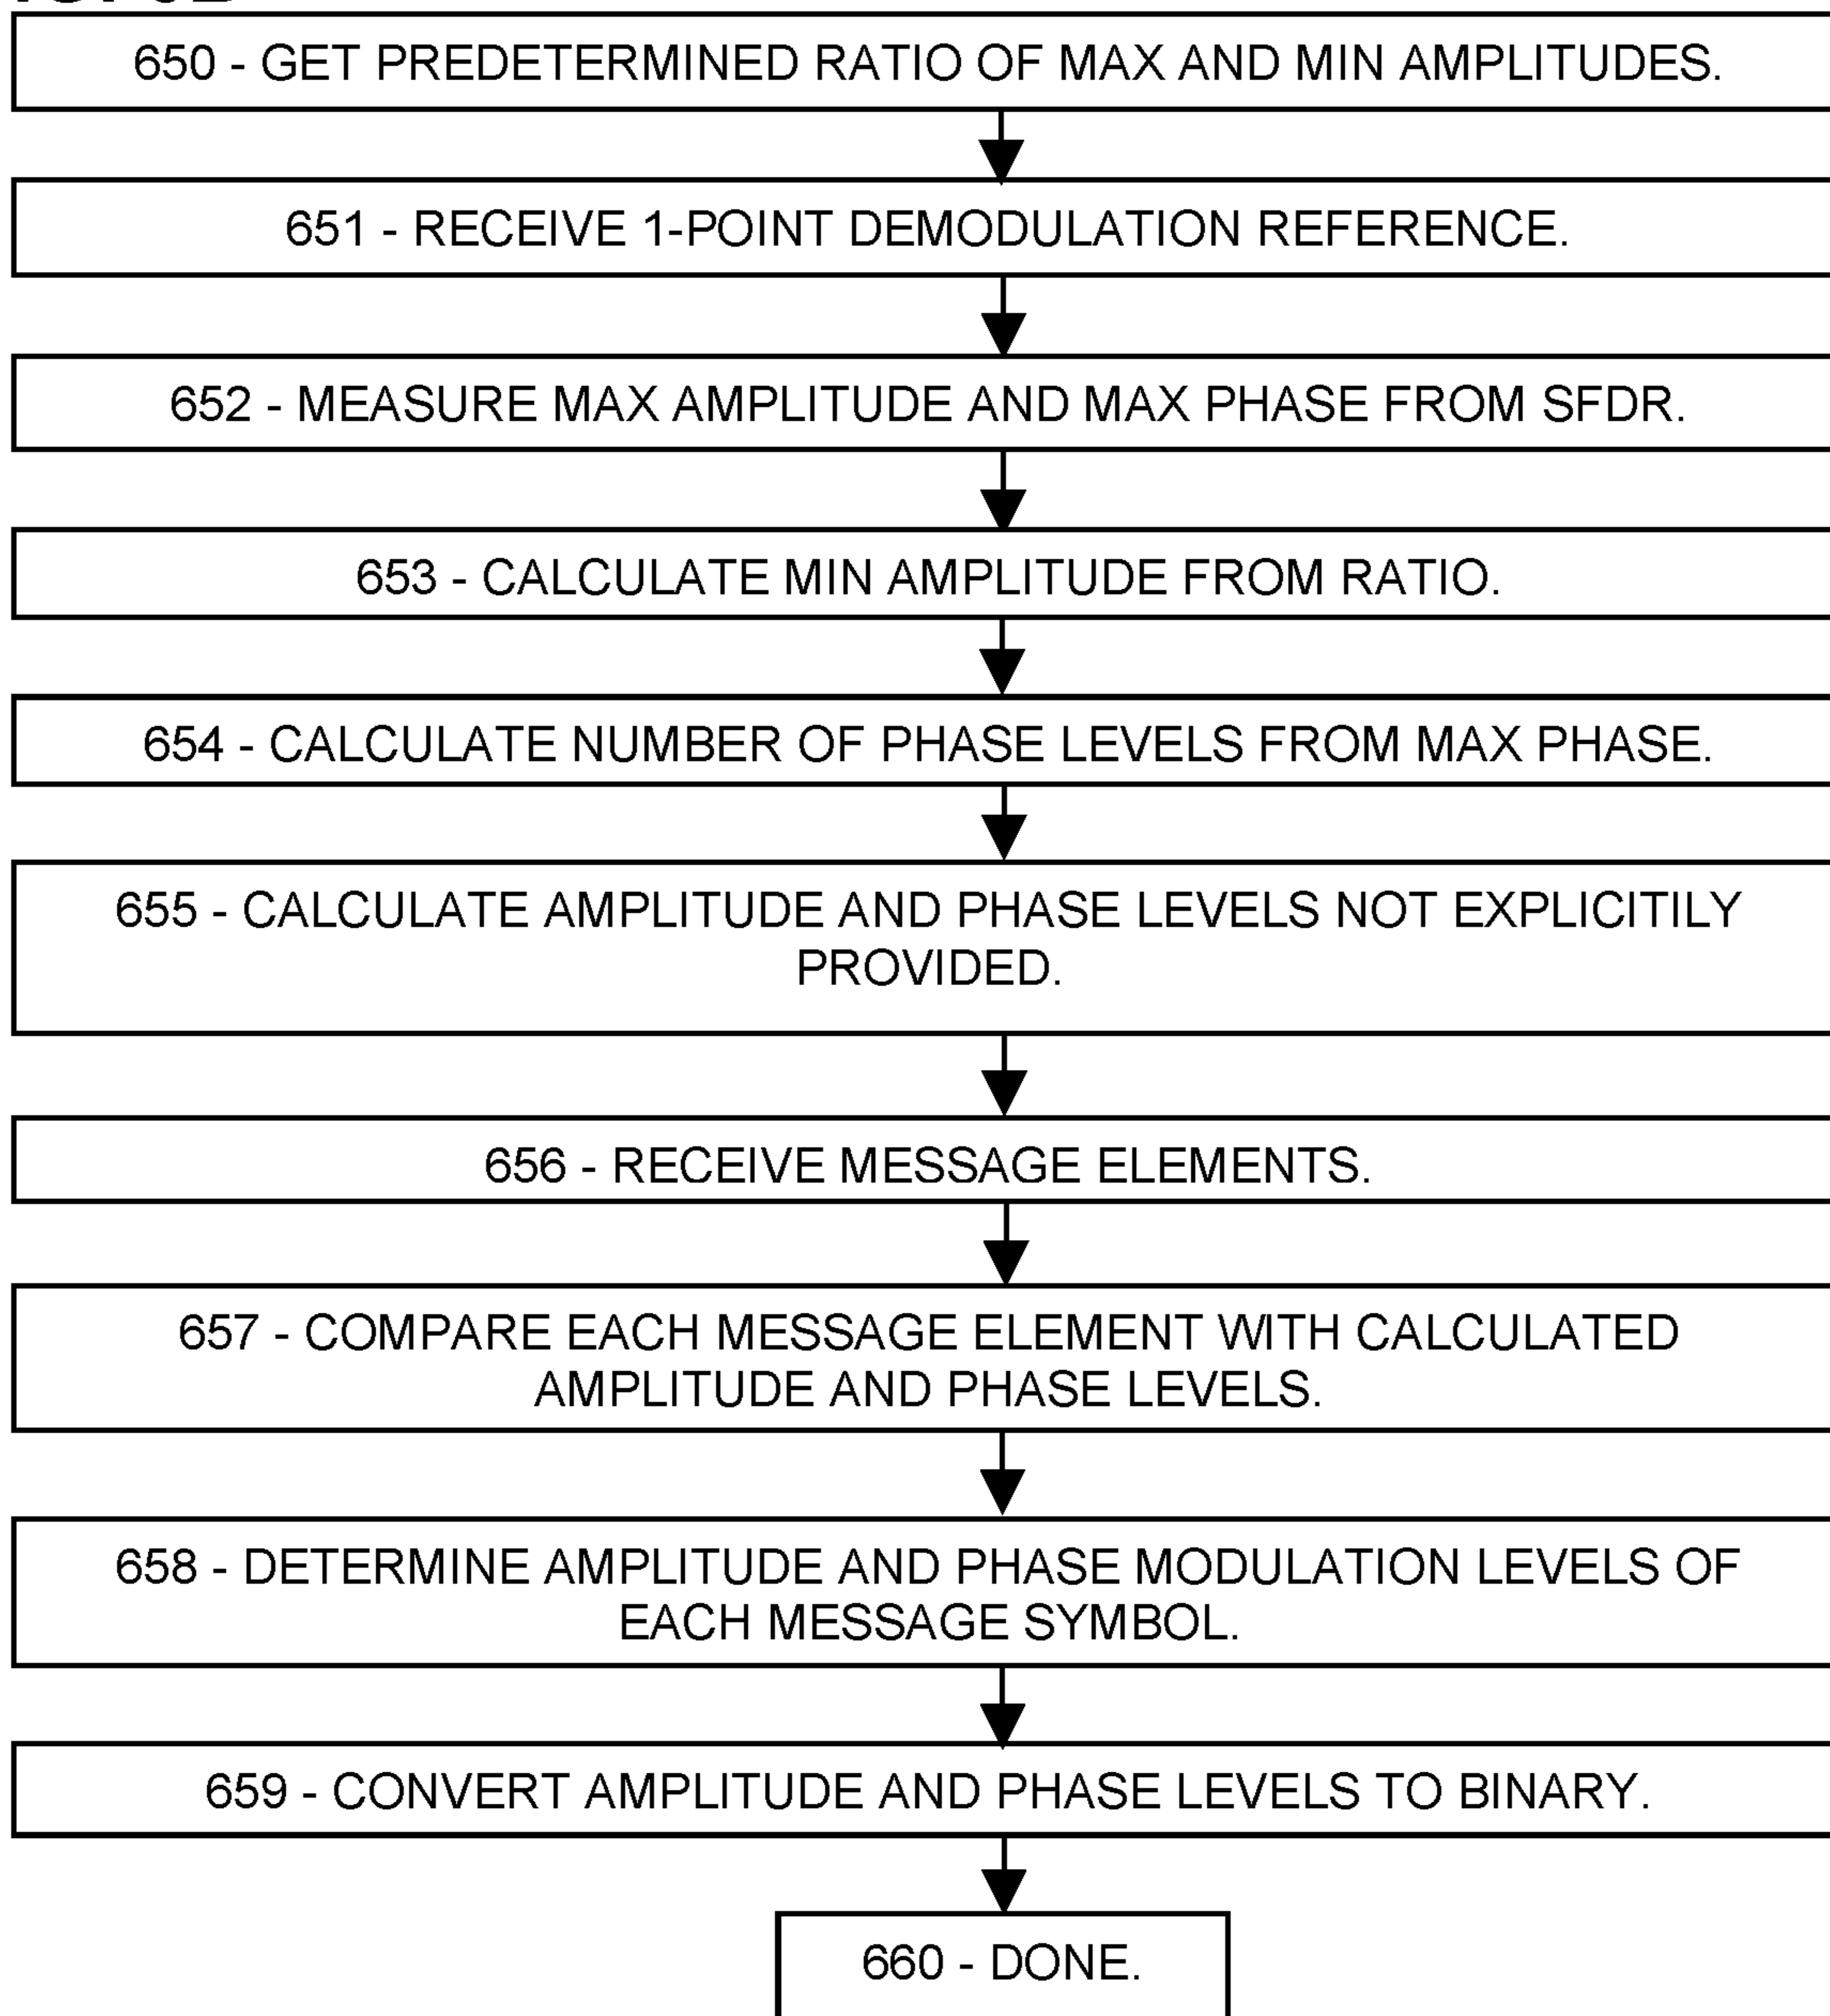 650 - GET PREDETERMINED RATIO OF MAX AND MIN AMPLITUDES.
651 - RECEIVE 1-POINT DEMODULATION REFERENCE.
652 - MEASURE MAX AMPLITUDE AND MAX PHASE FROM SFDR.
653 - CALCULATE MIN AMPLITUDE FROM RATIO.
654 - CALCULATE NUMBER OF PHASE LEVELS FROM MAX PHASE.
655 - CALCULATE AMPLITUDE AND PHASE LEVELS NOT EXPLICITILY
PROVIDED.
656 - RECEIVE MESSAGE ELEMENTS.
657 - COMPARE EACH MESSAGE ELEMENT WITH CALCULATED
AMPLITUDE AND PHASE LEVELS.
658 - DETERMINE AMPLITUDE AND PHASE MODULATION LEVELS OF
EACH MESSAGE SYMBOL.
659 - CONVERT AMPLITUDE AND PHASE LEVELS TO BINARY.
660 - DONE.